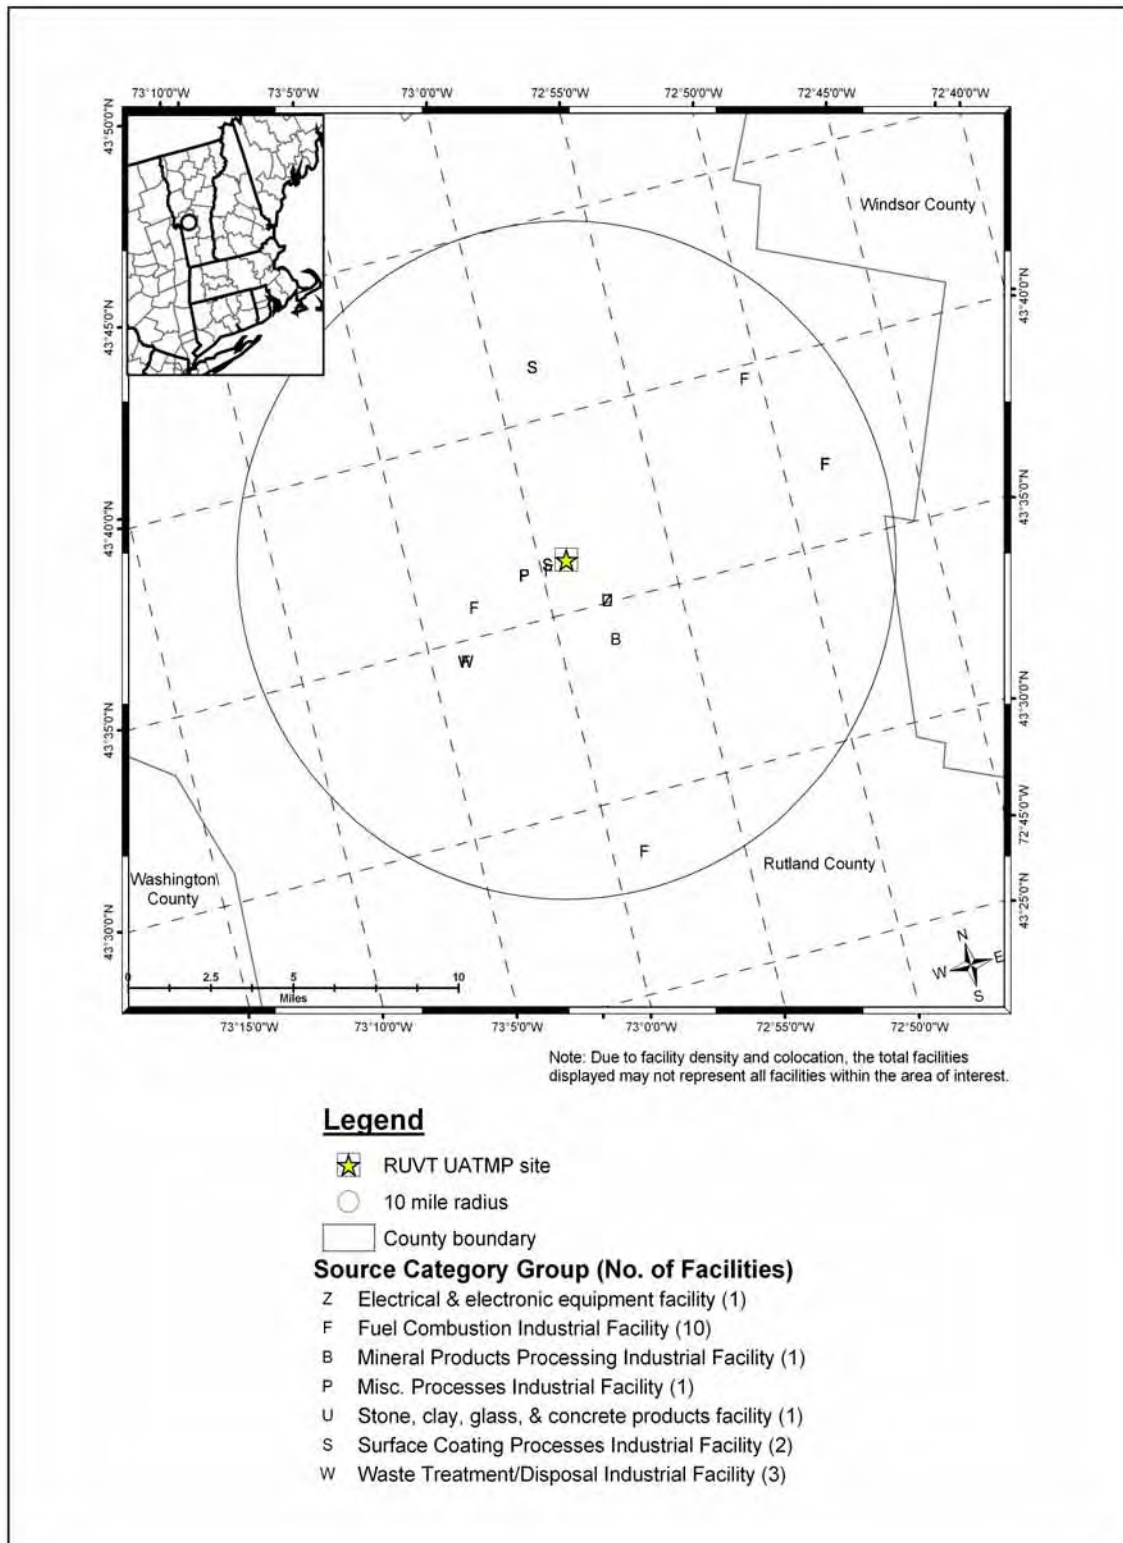 73°10'0"W 73°5'0"W 73°0'0"W 72°55'0"W 72°50'0"W 72°45'0"W 72°40'0"W
43°50'0"N
43°45'0"N
43°40'0"N
43°35'0"N
43°30'0"N
Windsor County
43°40'0"N
43°35'0"N
43°30'0"N
72°45'0"W
43°25'0"N
S
F
F
S
P
F
Z
B
W
F
Rutland County
Washington
County
N
W E
S
0 2.5 5 10
Miles
73°15'0"W 73°10'0"W 73°5'0"W 73°0'0"W 72°55'0"W 72°50'0"W
Note: Due to facility density and colocation, the total facilities
displayed may not represent all facilities within the area of interest.
Legend
RUVT UATMP site
10 mile radius
County boundary
Source Category Group (No. of Facilities)
Z Electrical & electronic equipment facility (1)
F Fuel Combustion Industrial Facility (10)
B Mineral Products Processing Industrial Facility (1)
P Misc. Processes Industrial Facility (1)
U Stone, clay, glass, & concrete products facility (1)
S Surface Coating Processes Industrial Facility (2)
W Waste Treatment/Disposal Industrial Facility (3)